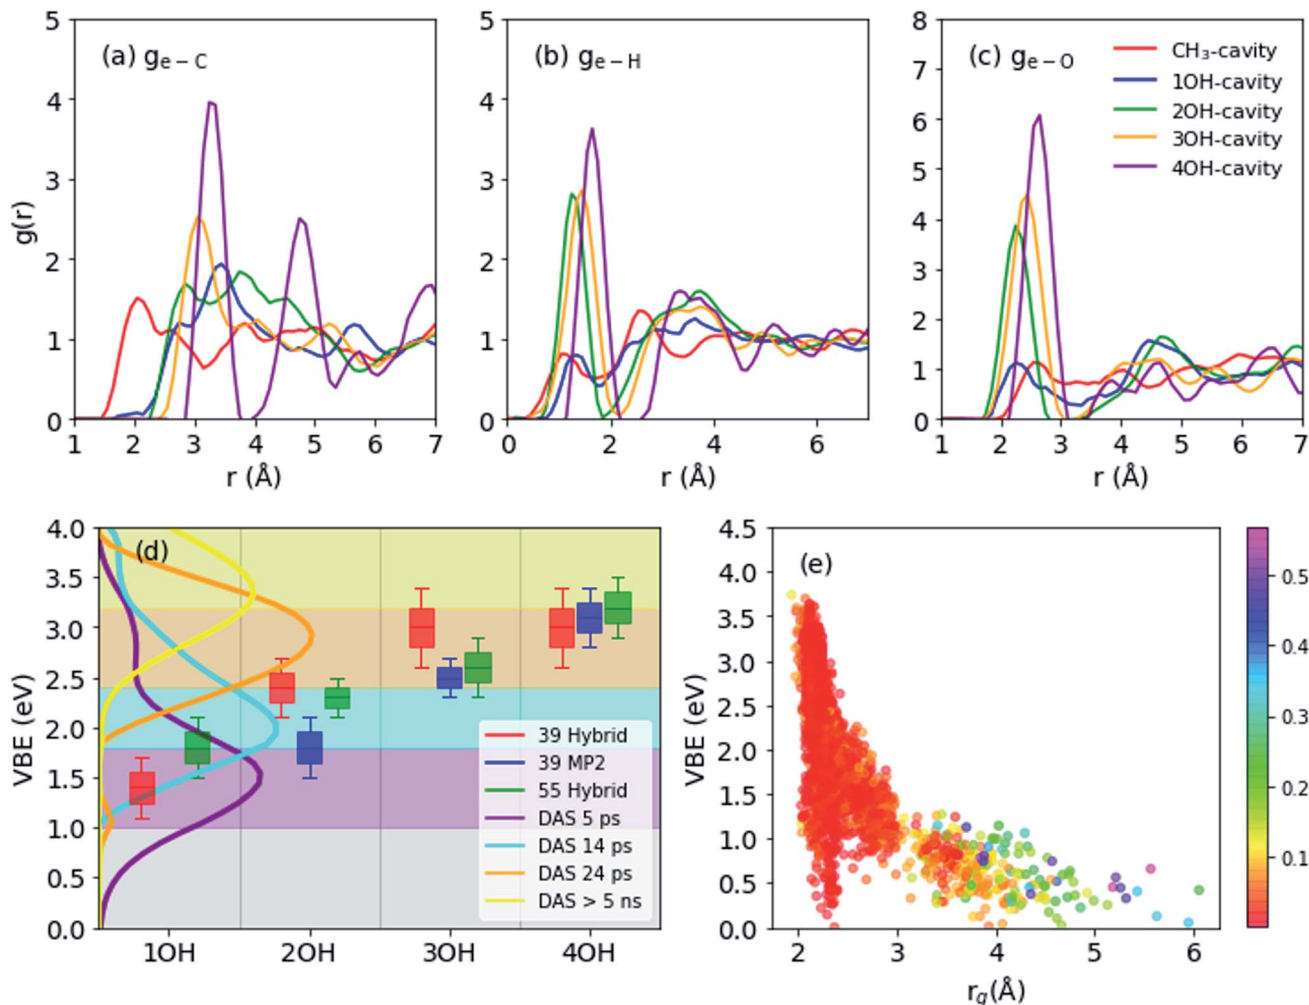 (a) g e – C
(b) g e – H
(c) g e – O
CH₃-cavity
1OH-cavity
2OH-cavity
3OH-cavity
4OH-cavity
g(r)
5
4
3
2
1
0
5
4
3
2
1
0
8
7
6
5
4
3
2
1
0
1 2 3 4 5 6 7
0 2 4 6
1 2 3 4 5 6 7
r (Å)
r (Å)
r (Å)
(d)
VBE (eV)
4.0
3.5
3.0
2.5
2.0
1.5
1.0
0.5
0.0
39 Hybrid
39 MP2
55 Hybrid
DAS 5 ps
DAS 14 ps
DAS 24 ps
DAS > 5 ns
1OH 2OH 3OH 4OH
(e)
VBE (eV)
4.5
4.0
3.5
3.0
2.5
2.0
1.5
1.0
0.5
0.0
2 3 4 5 6
r_g(Å)
0.5
0.4
0.3
0.2
0.1